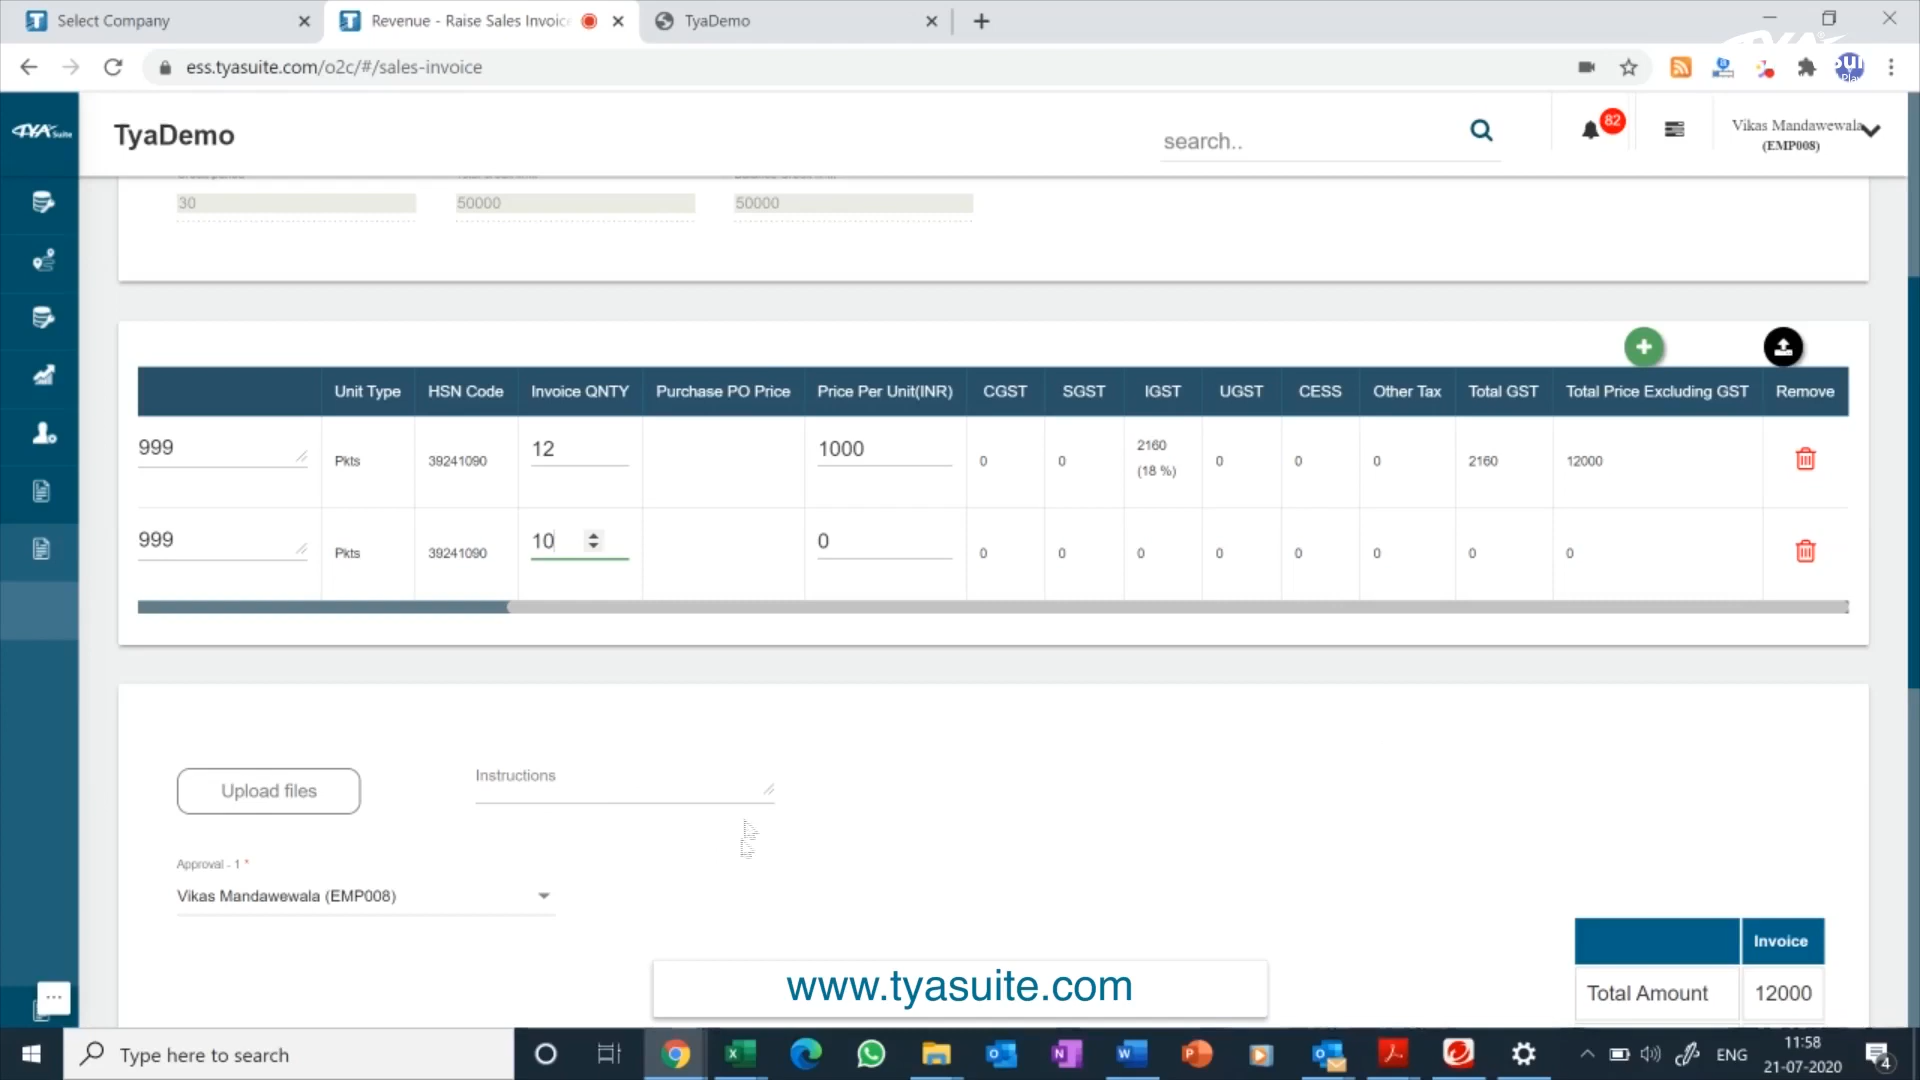 Select Company
Revenue - Raise Sales Invoic
TyaDemo
ess.tyasuite.com/o2c/#/sales-invoice
TYA Suite
TyaDemo
search..
82
Vikas Mandawewala
(EMP008)
30
50000
50000
Unit Type
HSN Code
Invoice QNTY
Purchase PO Price
Price Per Unit(INR)
CGST
SGST
IGST
UGST
CESS
Other Tax
Total GST
Total Price Excluding GST
Remove
999
Pkts
39241090
12
1000
0
0
2160
(18 %)
0
0
0
2160
12000
999
Pkts
39241090
10
0
0
0
0
0
0
0
0
0
Upload files
Instructions
Approval - 1 *
Vikas Mandawewala (EMP008)
Invoice
Total Amount
12000
www.tyasuite.com
Type here to search
ENG
11:58
21-07-2020
4